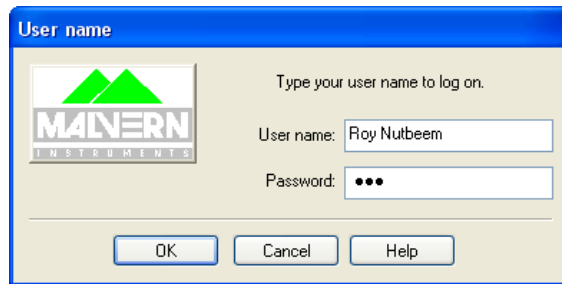 User name
Type your user name to log on.
MALVERN
INSTRUMENTS
User name: Roy Nutbeem
Password: •••
OK Cancel Help